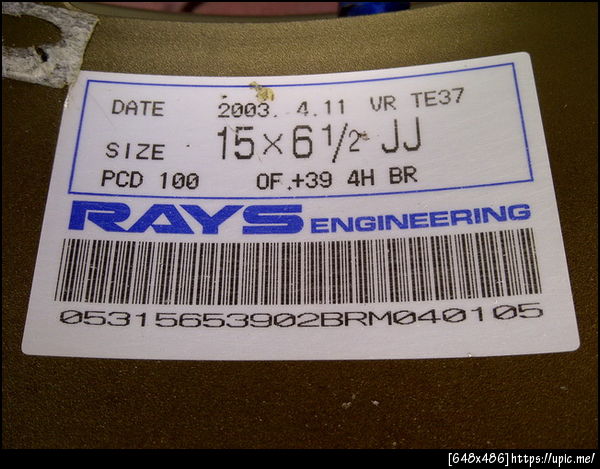 DATE 2003. 4.11 VR TE37
SIZE 15×6 1/2 JJ
PCD 100 OF.+39 4H BR
RAYS ENGINEERING
05315653902BRM040105
[648x486]https://upic.me/